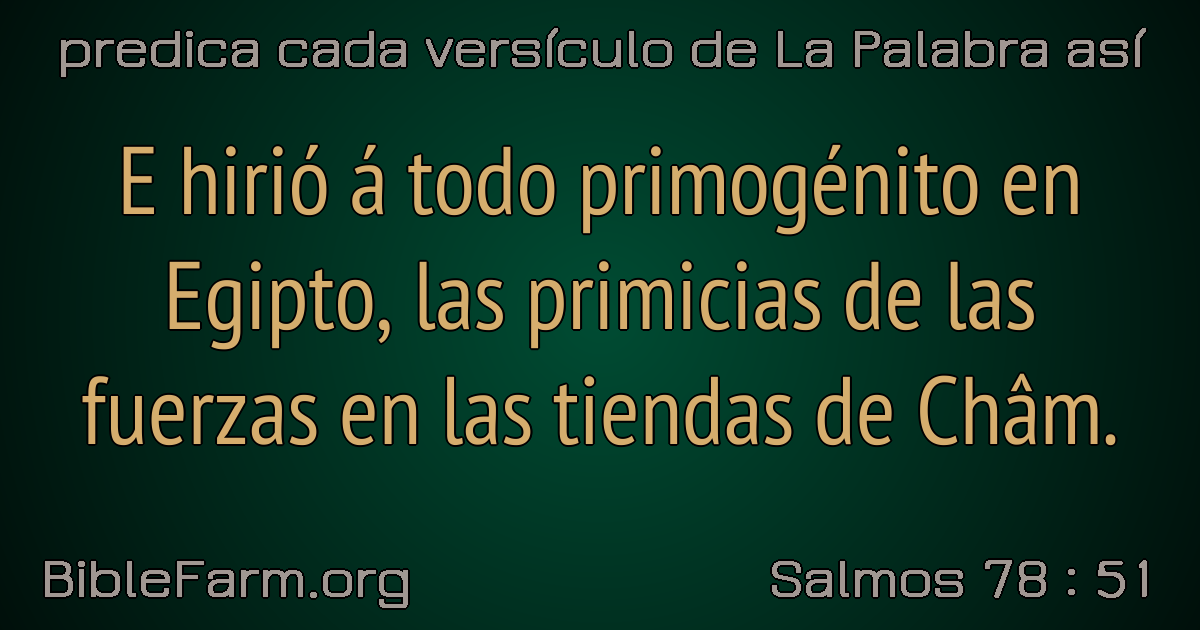 predica cada versículo de La Palabra así
E hirió á todo primogénito en
Egipto, las primicias de las
fuerzas en las tiendas de Châm.
BibleFarm.org
Salmos 78 : 51